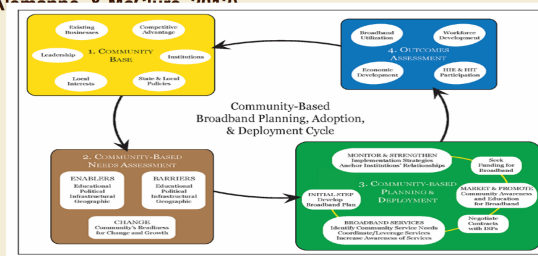 Existing
Businesses
Competitive
Advantage
Leadership
1. COMMUNITY
BASE
Institutions
Local
Interests
State & Local
Policies
Broadband
Utilization
Workforce
Development
4. OUTCOMES
ASSESSMENT
Economic
Development
HIE & HIT
Participation
Community-Based
Broadband Planning, Adoption,
& Deployment Cycle
2. COMMUNITY-BASED
NEEDS ASSESSMENT
ENABLERS
Educational
Political
Infrastructural
Geographic
BARRIERS
Educational
Political
Infrastructural
Geographic
CHANGE
Community's Readiness
for Change and Growth
MONITOR & STRENGTHEN
Implementation Strategies
Anchor Institutions' Relationships
Seek
Funding for
Broadband
INITIAL STEP
Develop
Broadband Plan
3. COMMUNITY-BASED
PLANNING &
DEPLOYMENT
MARKET & PROMOTE
Community Awareness
and Education
for Broadband
Negotiate
Contracts
with ISPs
BROADBAND SERVICES
Identify Community Service Needs
Coordinate/Leverage Services
Increase Awareness of Services